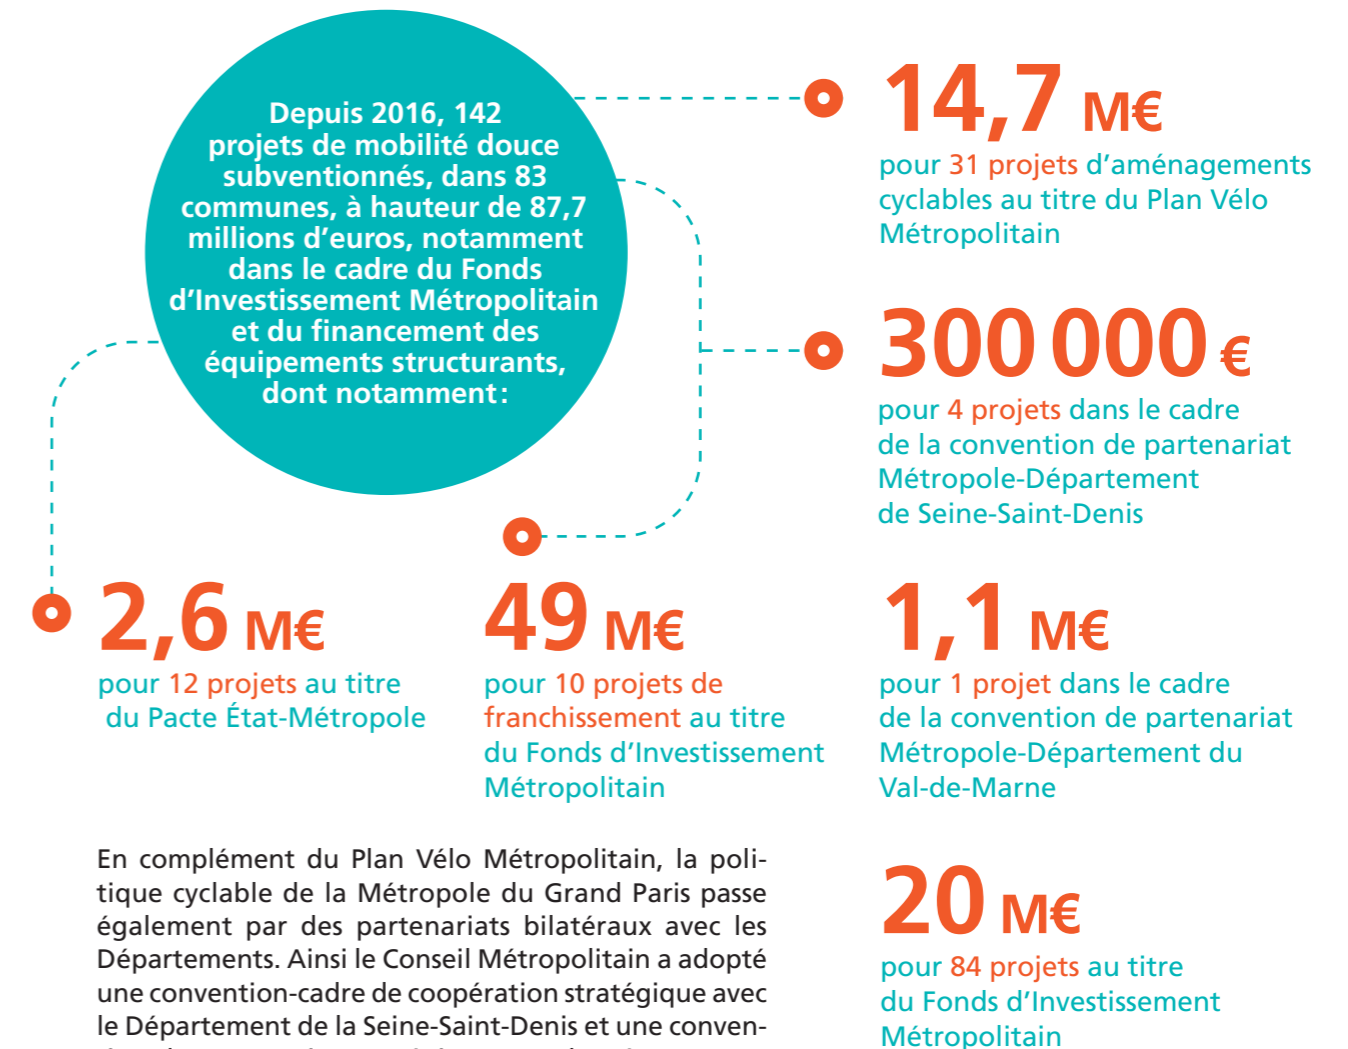 Depuis 2016, 142
projets de mobilité douce
subventionnés, dans 83
communes, à hauteur de 87,7
millions d’euros, notamment
dans le cadre du Fonds
d’Investissement Métropolitain
et du financement des
équipements structurants,
dont notamment :
14,7 M€
pour 31 projets d’aménagements
cyclables au titre du Plan Vélo
Métropolitain
300 000 €
pour 4 projets dans le cadre
de la convention de partenariat
Métropole-Département
de Seine-Saint-Denis
2,6 M€
pour 12 projets au titre
du Pacte État-Métropole
49 M€
pour 10 projets de
franchissement au titre
du Fonds d’Investissement
Métropolitain
1,1 M€
pour 1 projet dans le cadre
de la convention de partenariat
Métropole-Département du
Val-de-Marne
20 M€
pour 84 projets au titre
du Fonds d’Investissement
Métropolitain
En complément du Plan Vélo Métropolitain, la poli-
tique cyclable de la Métropole du Grand Paris passe
également par des partenariats bilatéraux avec les
Départements. Ainsi le Conseil Métropolitain a adopté
une convention-cadre de coopération stratégique avec
le Département de la Seine-Saint-Denis et une conven-